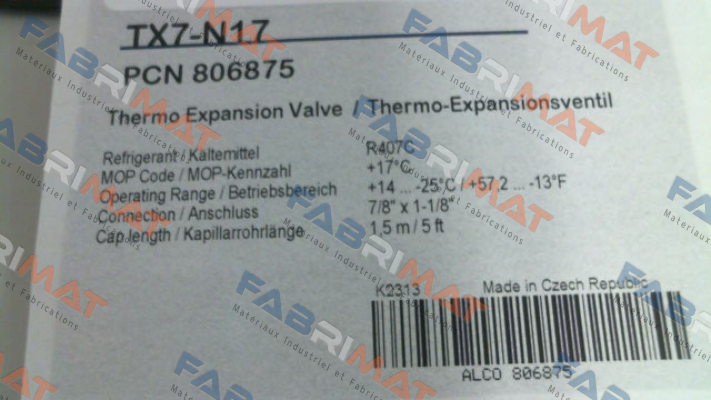 TX7-N17
PCN 806875
Thermo Expansion Valve / Thermo-Expansionsventil
Refrigerant / Kältemittel R407C
MOP Code / MOP-Kennzahl +17°C
Operating Range / Betriebsbereich +14 ... -25°C / +57,2 ... -13°F
Connection / Anschluss 7/8" x 1-1/8"
Cap.length / Kapillarrohrlänge 1,5 m / 5 ft
K2313 Made in Czech Republic
ALCO 806875
FABRIMAT
Matériaux Industriel et Fabrications